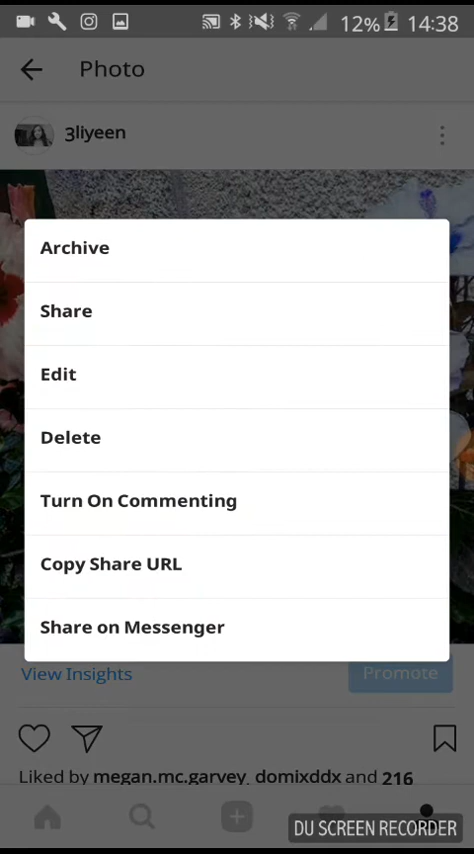 12% 14:38
Photo
3liyeen
Archive
Share
Edit
Delete
Turn On Commenting
Copy Share URL
Share on Messenger
View Insights
Promote
Liked by megan.mc.garvey, domixddx and 216
DU SCREEN RECORDER